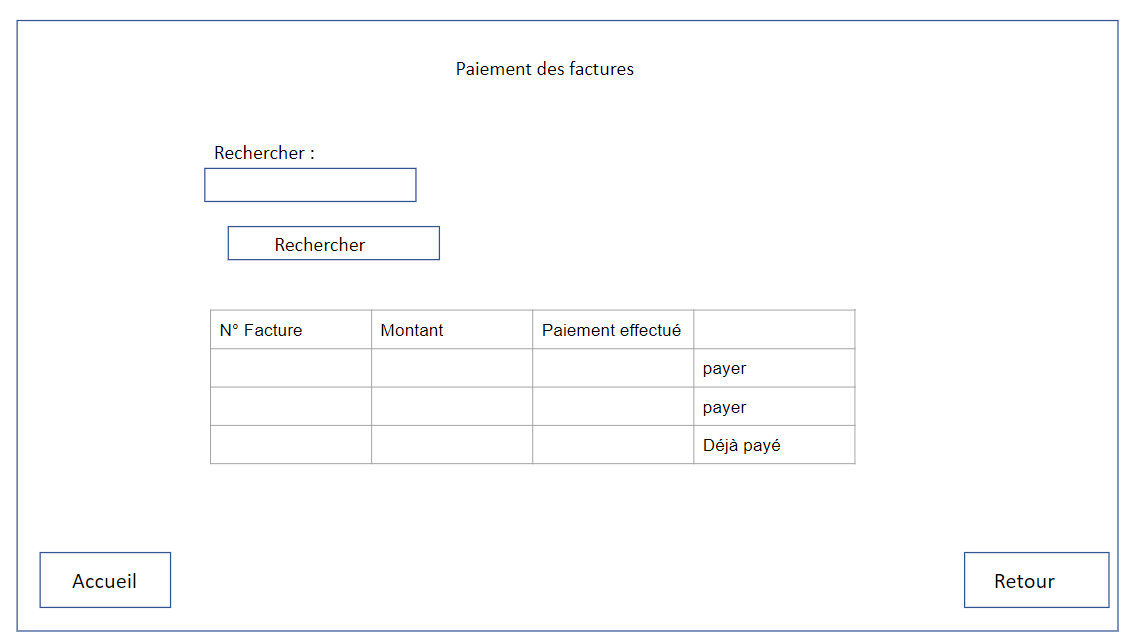 Paiement des factures
Rechercher :
Rechercher
N° Facture Montant Paiement effectué
payer
payer
Déjà payé
Accueil Retour